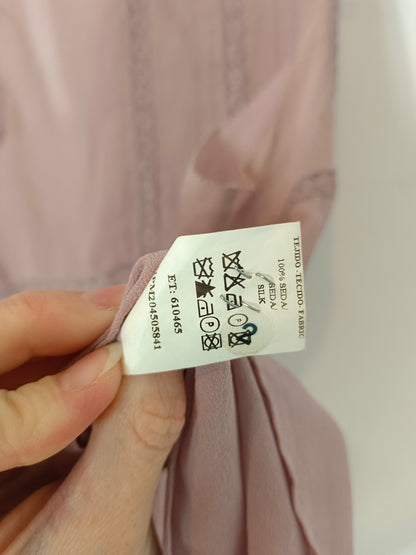 TEJIDO-TECIDO-FABRIC
100% SEDA/
SEDA/
SILK
ET: 610465